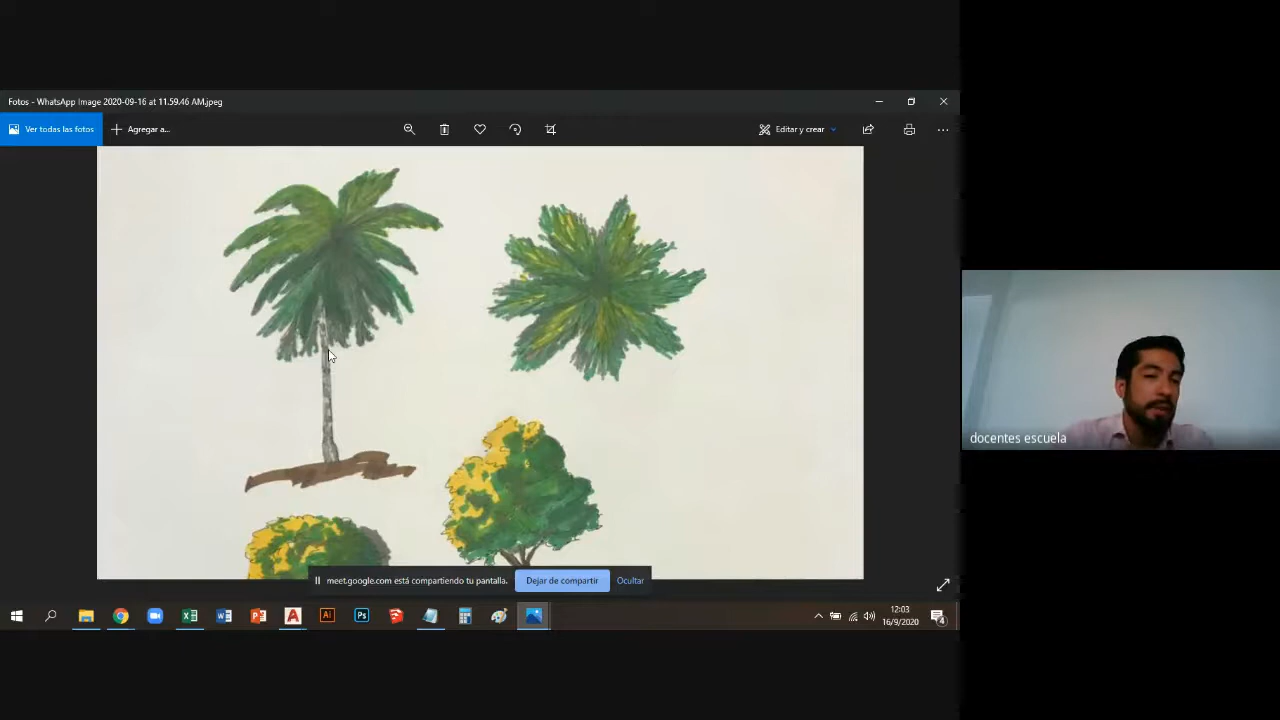 Fotos - WhatsApp Image 2020-09-16 at 11.59.46 AM.jpeg
Ver todas las fotos
Agregar a...
Editar y crear
docentes escuela
meet.google.com está compartiendo tu pantalla.
Dejar de compartir
Ocultar
12:03
16/9/2020
4